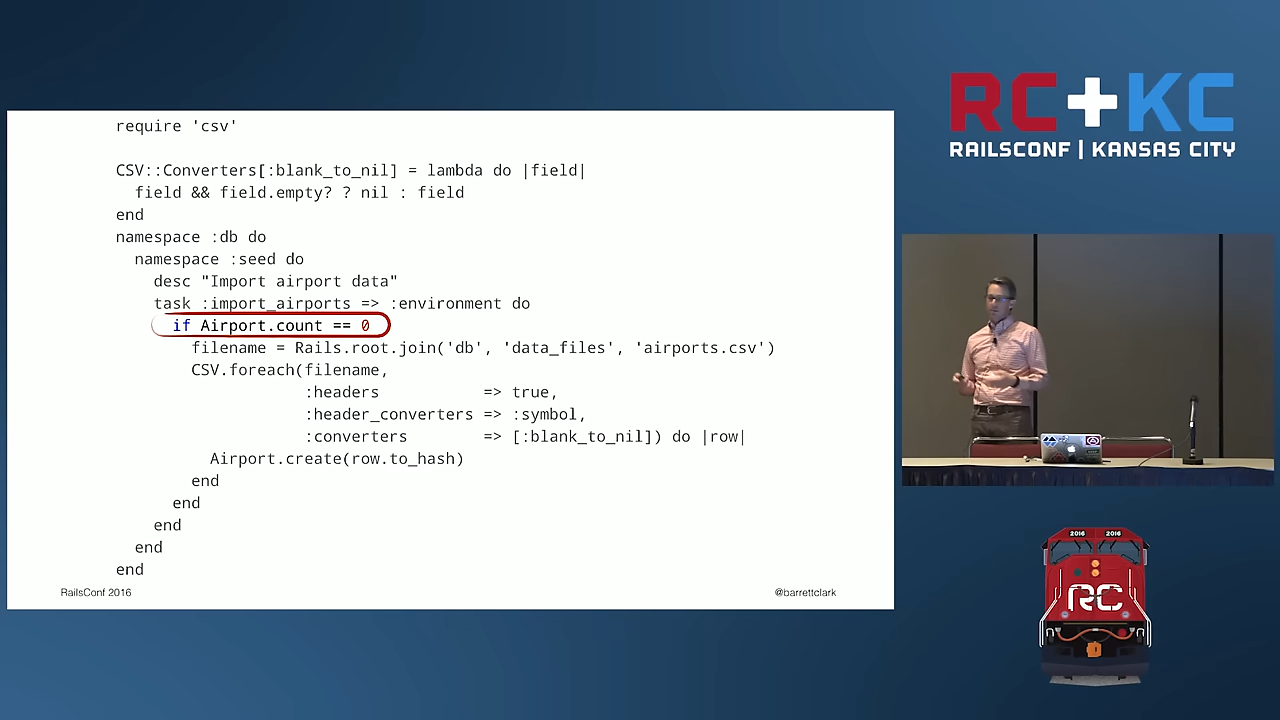 require 'csv'
CSV::Converters[:blank_to_nil] = lambda do |field|
  field && field.empty? ? nil : field
end
namespace :db do
  namespace :seed do
    desc "Import airport data"
    task :import_airports => :environment do
      if Airport.count == 0
        filename = Rails.root.join('db', 'data_files', 'airports.csv')
        CSV.foreach(filename,
                    :headers           => true,
                    :header_converters => :symbol,
                    :converters        => [:blank_to_nil]) do |row|
          Airport.create(row.to_hash)
        end
      end
    end
  end
end
RailsConf 2016
@barrettclark
RC+KC
RAILSCONF | KANSAS CITY
2016 2016
RC